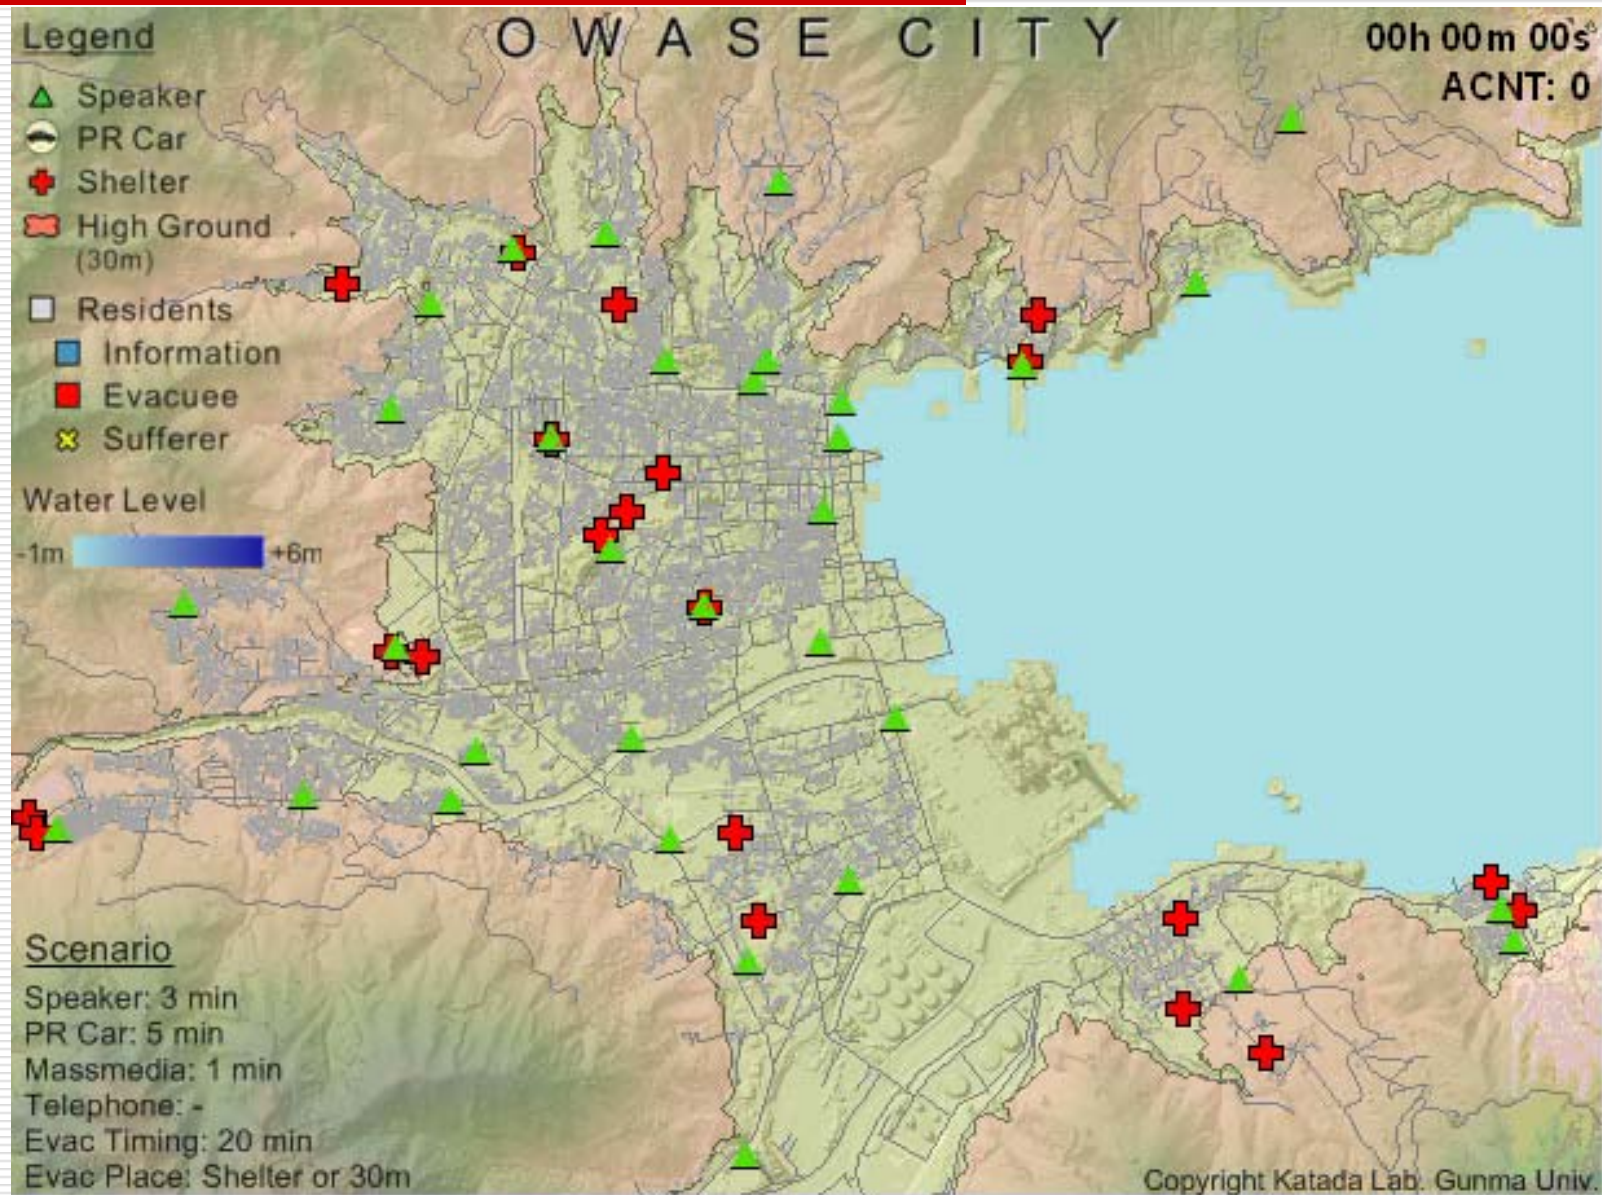 OWASE CITY
00h 00m 00s
ACNT: 0
Legend
Speaker
PR Car
Shelter
High Ground
(30m)
Residents
Information
Evacuee
Sufferer
Water Level
-1m +6m
Scenario
Speaker: 3 min
PR Car: 5 min
Massmedia: 1 min
Telephone: -
Evac Timing: 20 min
Evac Place: Shelter or 30m
Copyright Katada Lab. Gunma Univ.